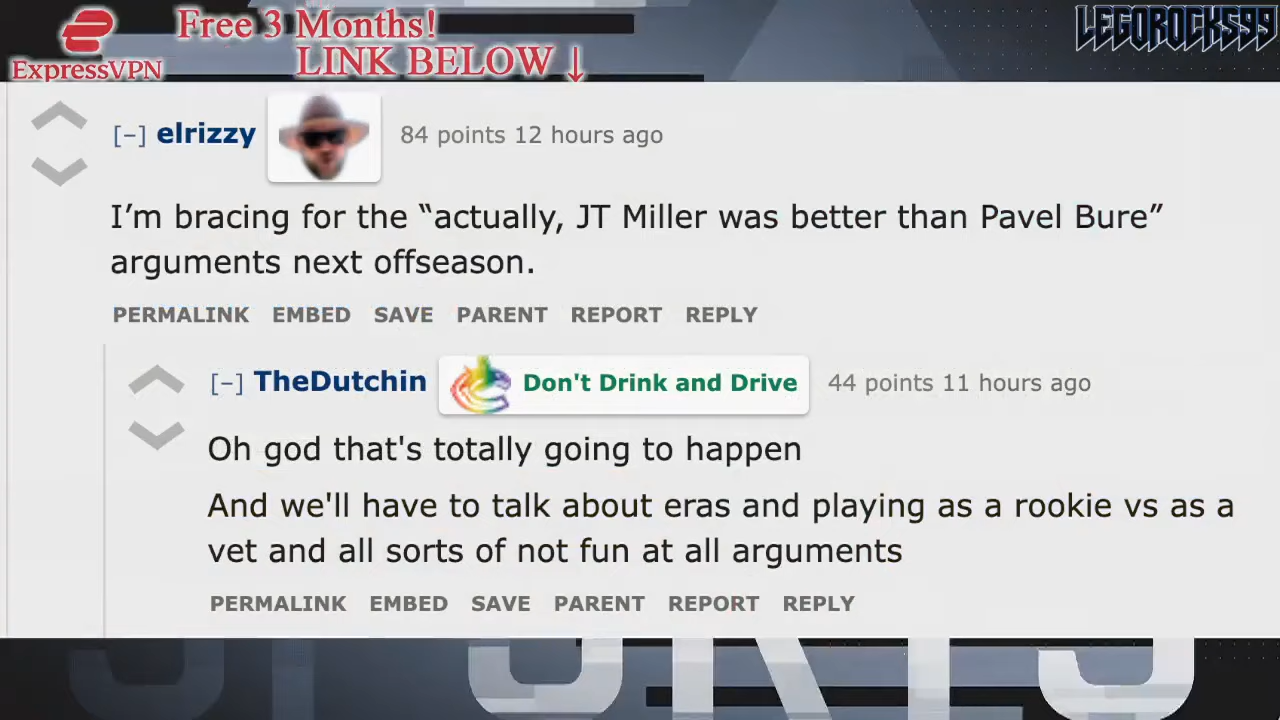 Free 3 Months!
LEGOROCKS99
ExpressVPN
LINK BELOW ↓
[–] elrizzy 84 points 12 hours ago
I’m bracing for the “actually, JT Miller was better than Pavel Bure”
arguments next offseason.
PERMALINK EMBED SAVE PARENT REPORT REPLY
[–] TheDutchin Don't Drink and Drive 44 points 11 hours ago
Oh god that's totally going to happen
And we'll have to talk about eras and playing as a rookie vs as a
vet and all sorts of not fun at all arguments
PERMALINK EMBED SAVE PARENT REPORT REPLY